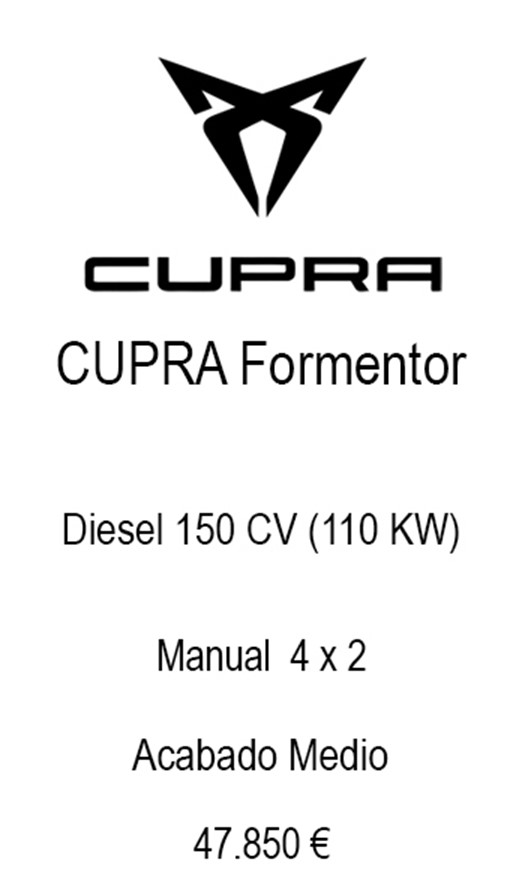 CUPRA
CUPRA Formentor
Diesel 150 CV (110 KW)
Manual 4 x 2
Acabado Medio
47.850 €